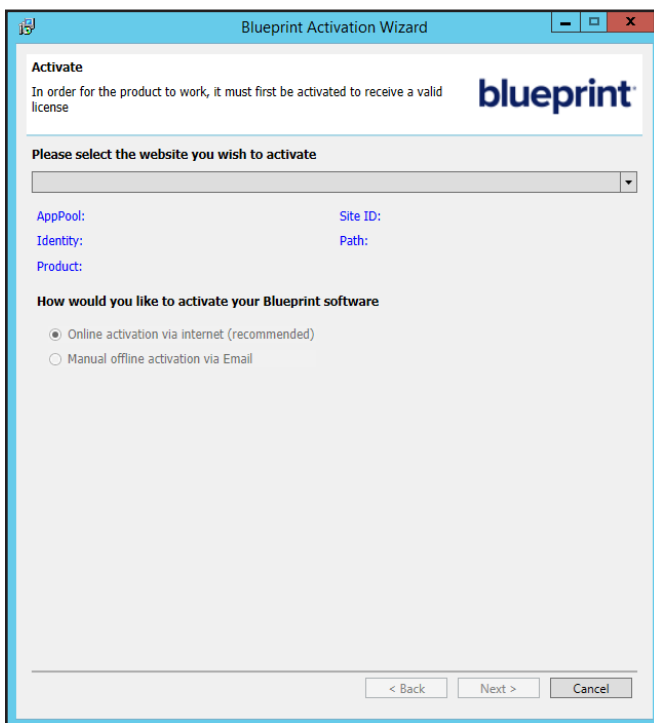 Blueprint Activation Wizard
Activate
In order for the product to work, it must first be activated to receive a valid
license
blueprint
Please select the website you wish to activate
AppPool:
Site ID:
Identity:
Path:
Product:
How would you like to activate your Blueprint software
Online activation via internet (recommended)
Manual offline activation via Email
< Back
Next >
Cancel